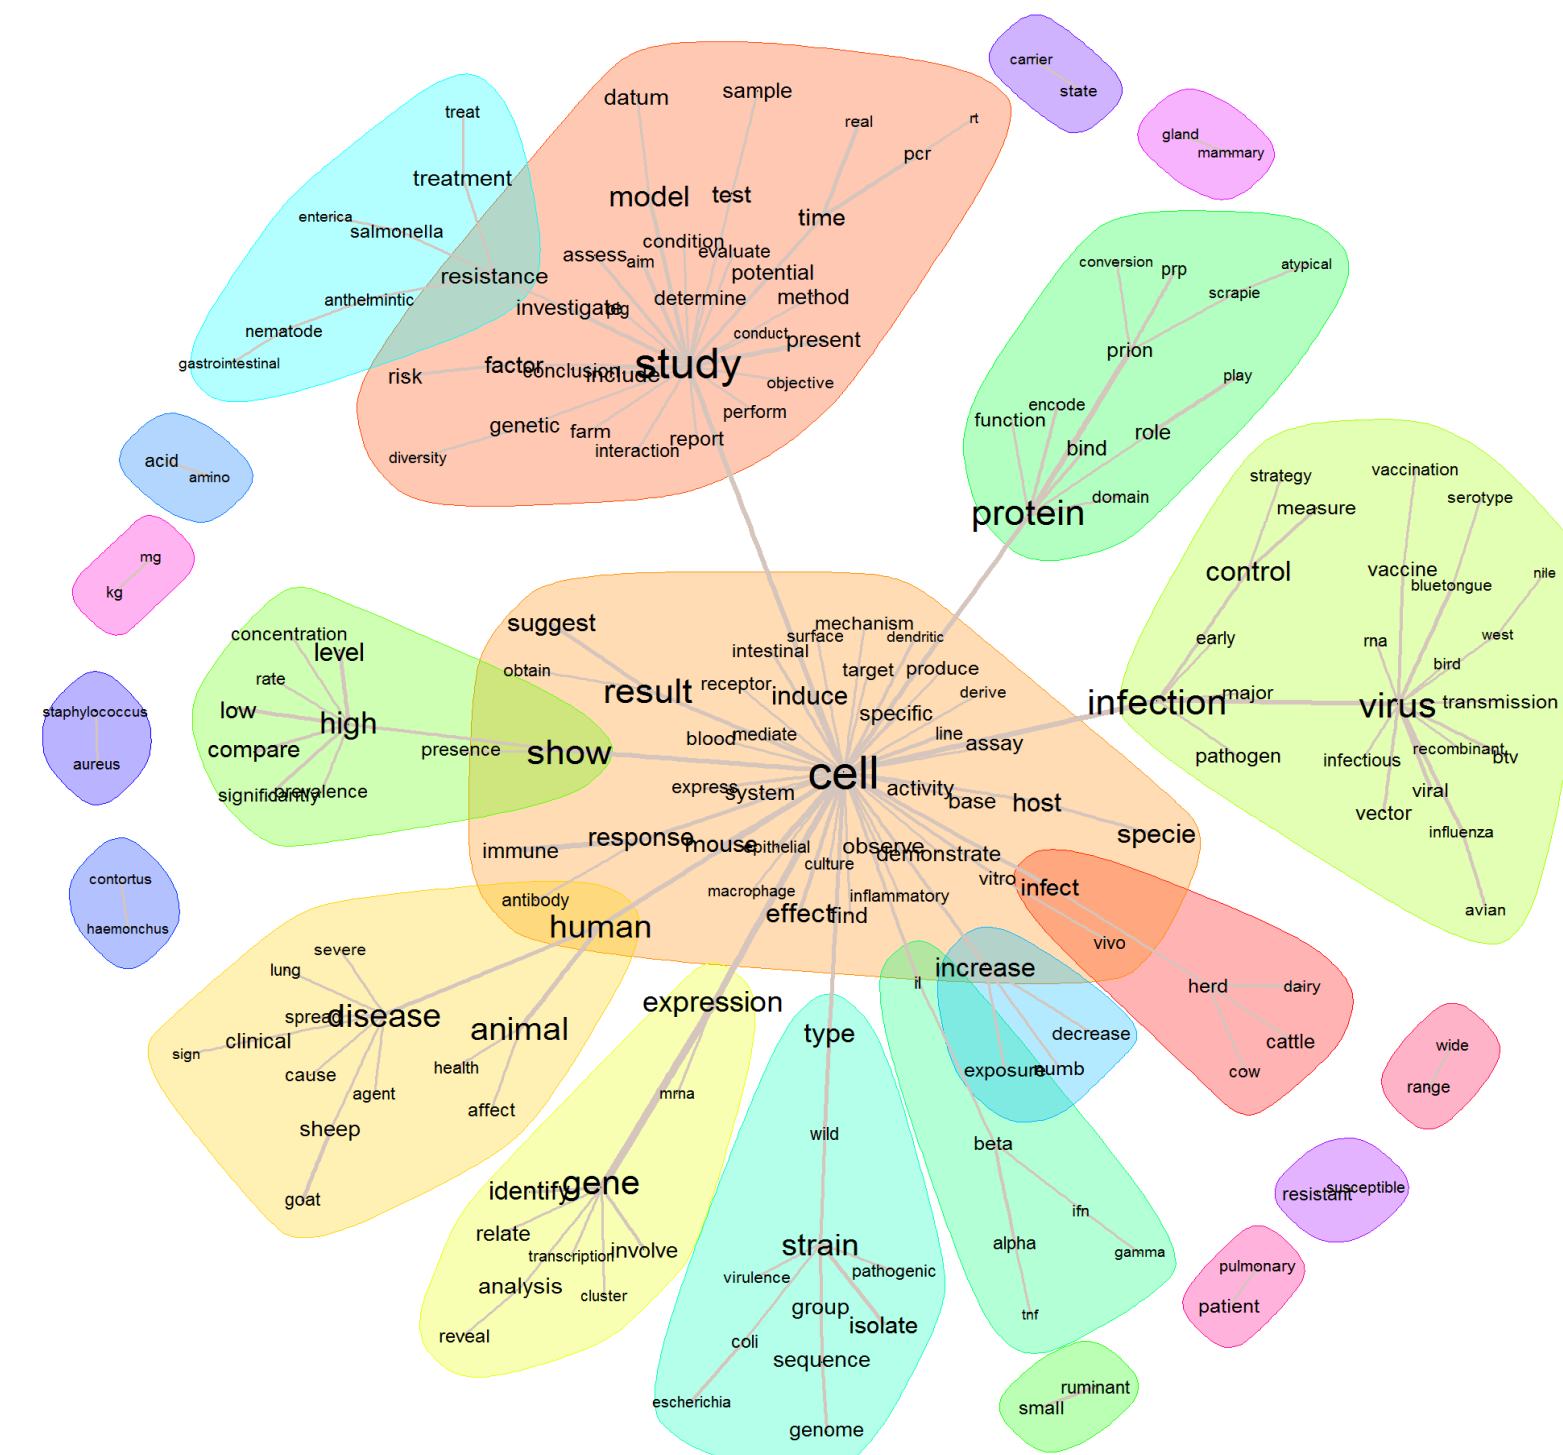 carrier
state
gland
mammary
treat
treatment
enterica
salmonella
resistance
anthelmintic
nematode
gastrointestinal
datum
sample
real
rt
pcr
model
test
time
condition
assess
aim
evaluate
potential
determine
method
investigate
pig
conduct
present
study
factor
conclusion
include
risk
objective
perform
genetic
farm
report
interaction
diversity
conversion
prp
atypical
scrapie
prion
play
encode
function
role
bind
domain
protein
acid
amino
mg
kg
strategy
vaccination
serotype
measure
control
vaccine
bluetongue
nile
early
rna
west
bird
infection
major
virus
transmission
pathogen
infectious
recombinant
btv
viral
vector
influenza
avian
concentration
level
rate
low
high
compare
presence
significantly
prevalence
staphylococcus
aureus
suggest
obtain
result
mechanism
surface
dendritic
intestinal
target
produce
receptor
induce
derive
specific
blood
mediate
line
assay
show
cell
express
system
activity
base
host
specie
response
mouse
epithelial
observe
demonstrate
immune
culture
vitro
infect
macrophage
inflammatory
antibody
effect
find
human
vivo
contortus
haemonchus
severe
lung
spread
disease
animal
clinical
sign
cause
health
agent
affect
sheep
goat
expression
mrna
identify
gene
relate
transcription
involve
analysis
cluster
reveal
type
wild
strain
virulence
pathogenic
group
isolate
coli
sequence
escherichia
genome
increase
il
decrease
exposure
numb
beta
ifn
alpha
gamma
tnf
herd
dairy
cattle
cow
wide
range
resistant
susceptible
pulmonary
patient
ruminant
small